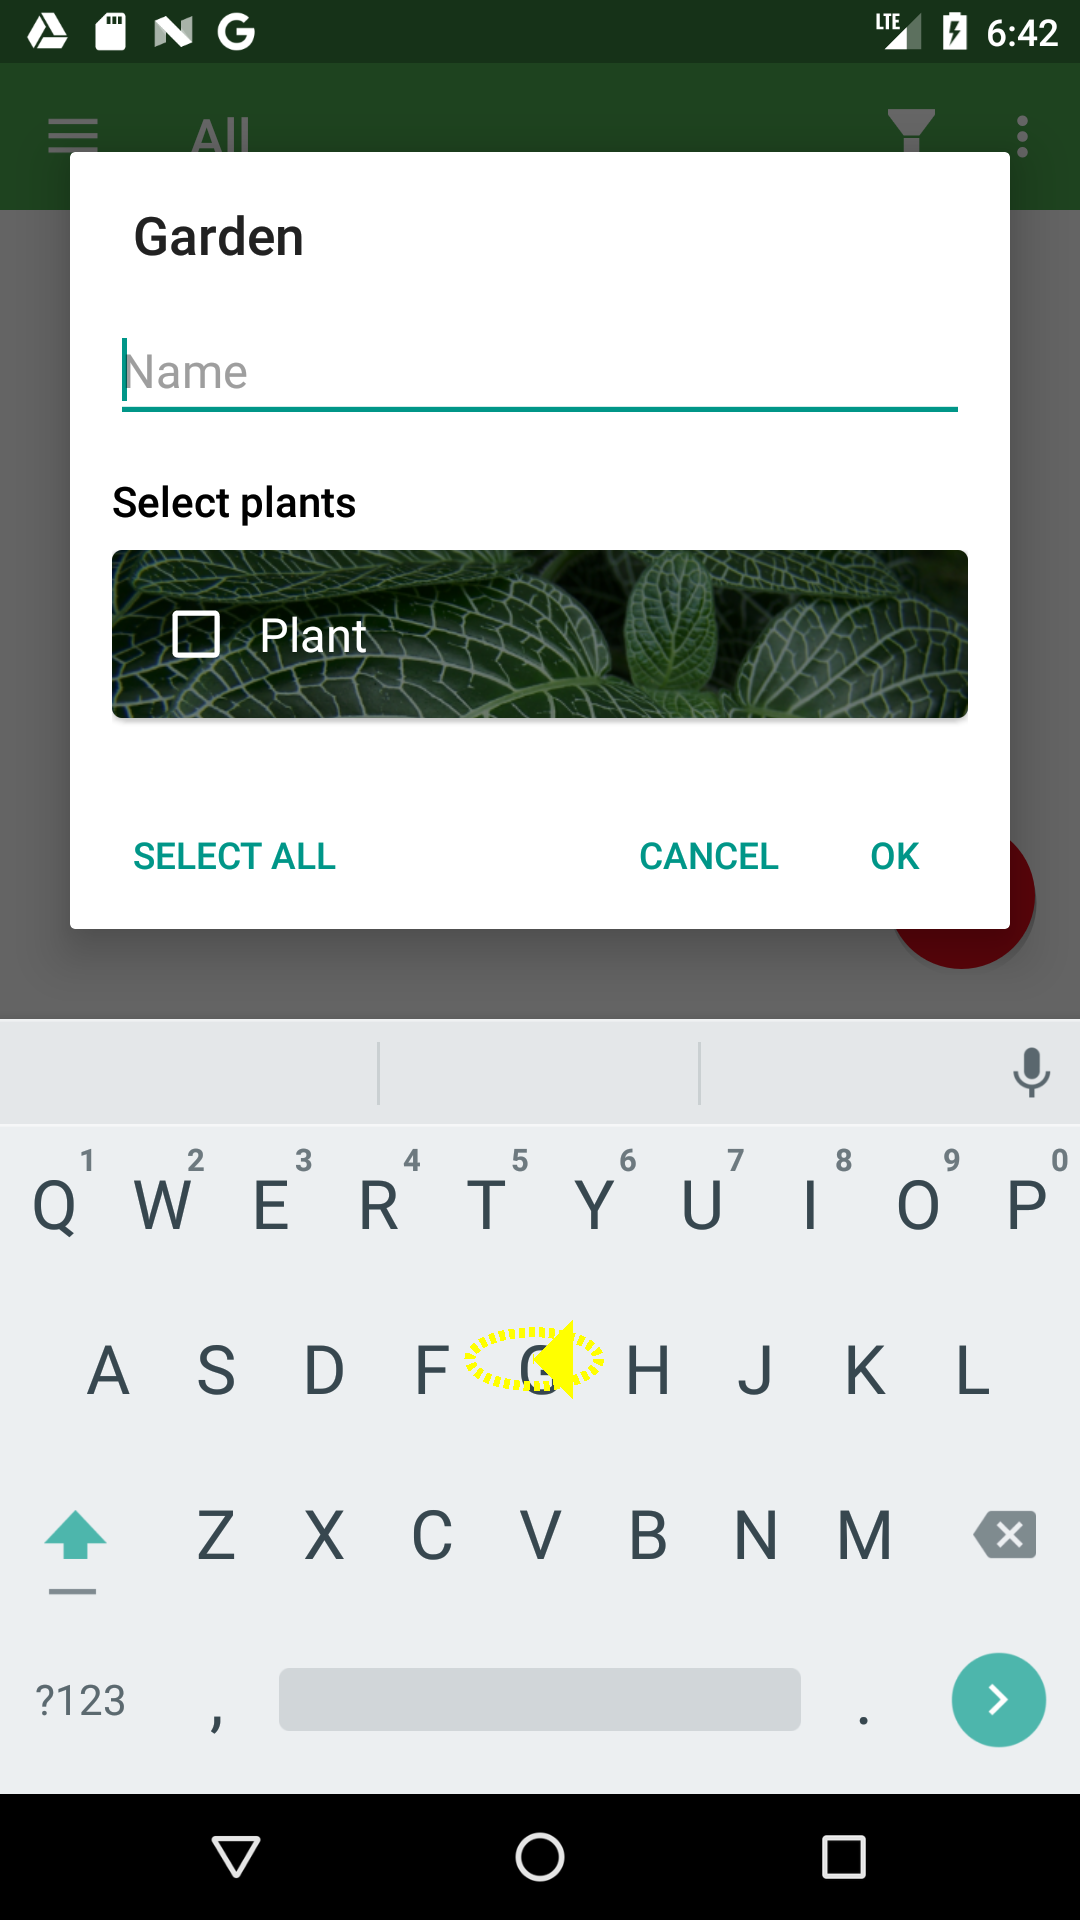 LTE 6:42
All
Garden
Name
Select plants
Plant
SELECT ALL CANCEL OK
1 2 3 4 5 6 7 8 9 0
Q W E R T Y U I O P
A S D F G H J K L
Z X C V B N M
?123 , .